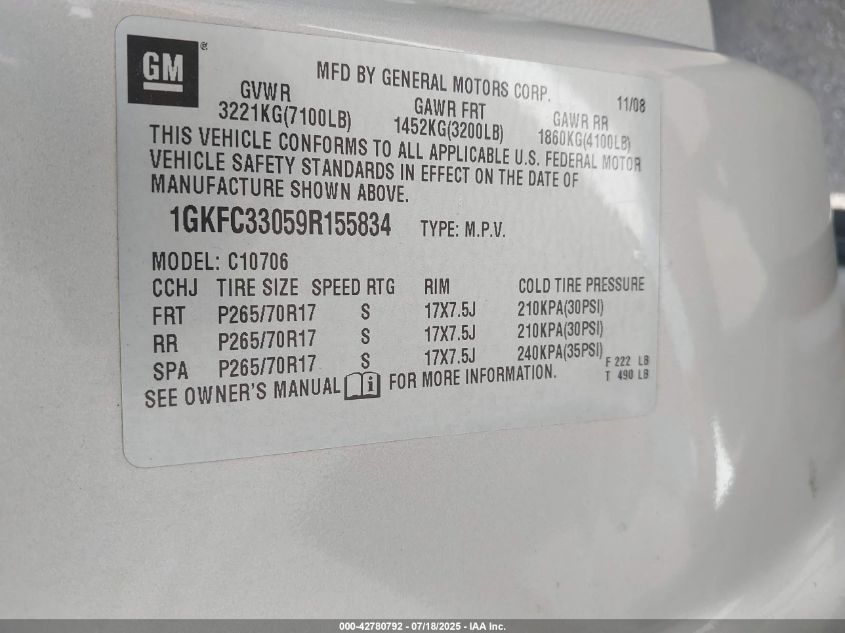 GM ®
MFD BY GENERAL MOTORS CORP. 11/08
GVWR GAWR FRT GAWR RR
3221KG(7100LB) 1452KG(3200LB) 1860KG(4100LB)
THIS VEHICLE CONFORMS TO ALL APPLICABLE U.S. FEDERAL MOTOR
VEHICLE SAFETY STANDARDS IN EFFECT ON THE DATE OF
MANUFACTURE SHOWN ABOVE.
1GKFC33059R155834 TYPE: M.P.V.
MODEL: C10706
CCHJ TIRE SIZE SPEED RTG RIM COLD TIRE PRESSURE
FRT P265/70R17 S 17X7.5J 210KPA(30PSI)
RR P265/70R17 S 17X7.5J 210KPA(30PSI)
SPA P265/70R17 S 17X7.5J 240KPA(35PSI) F 222 LB
SEE OWNER'S MANUAL i FOR MORE INFORMATION. T 490 LB
000-42780792 - 07/18/2025 - IAA Inc.